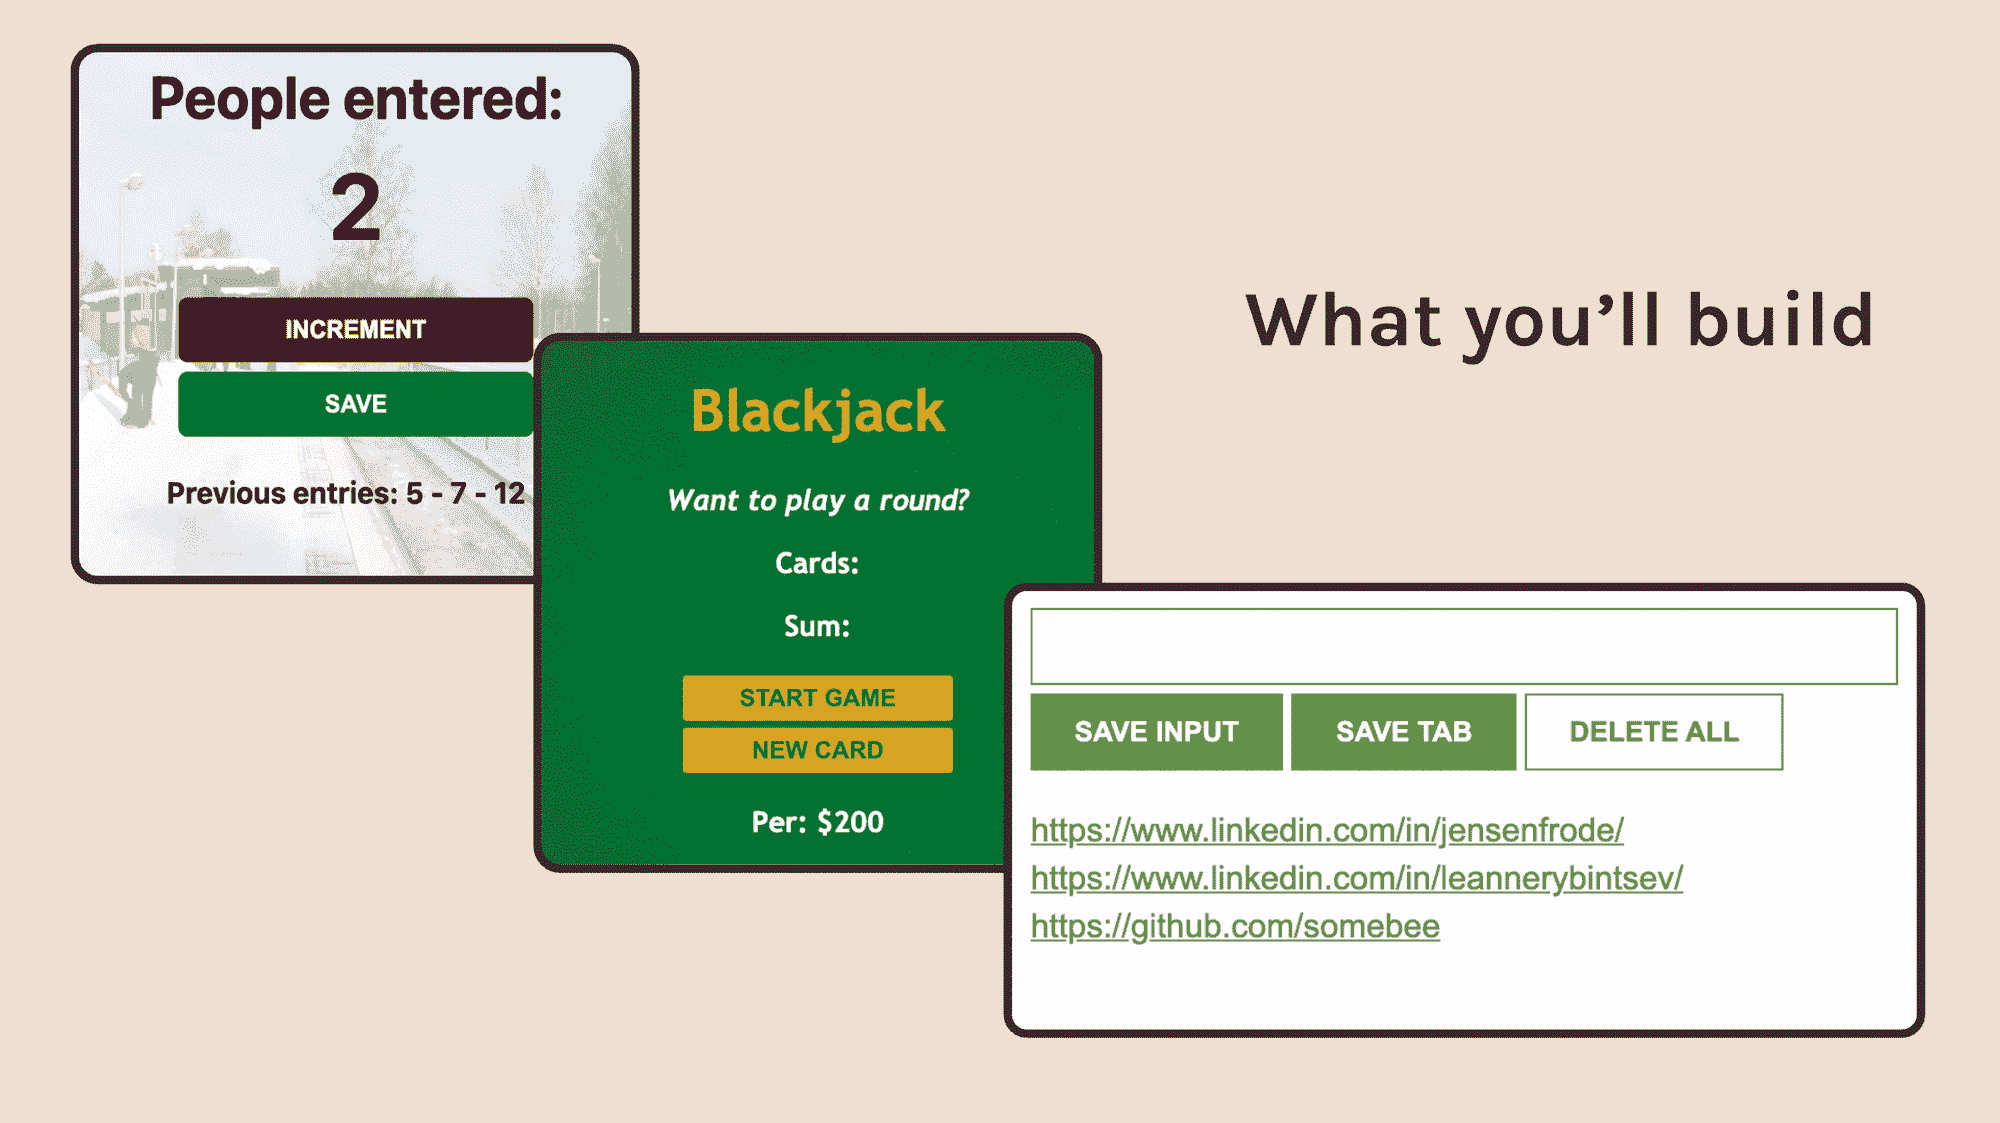 People entered:
2
INCREMENT
SAVE
Previous entries: 5 - 7 - 12
What you’ll build
Blackjack
Want to play a round?
Cards:
Sum:
START GAME
NEW CARD
Per: $200
SAVE INPUT
SAVE TAB
DELETE ALL
https://www.linkedin.com/in/jensenfrode/
https://www.linkedin.com/in/leannerybintsev/
https://github.com/somebee